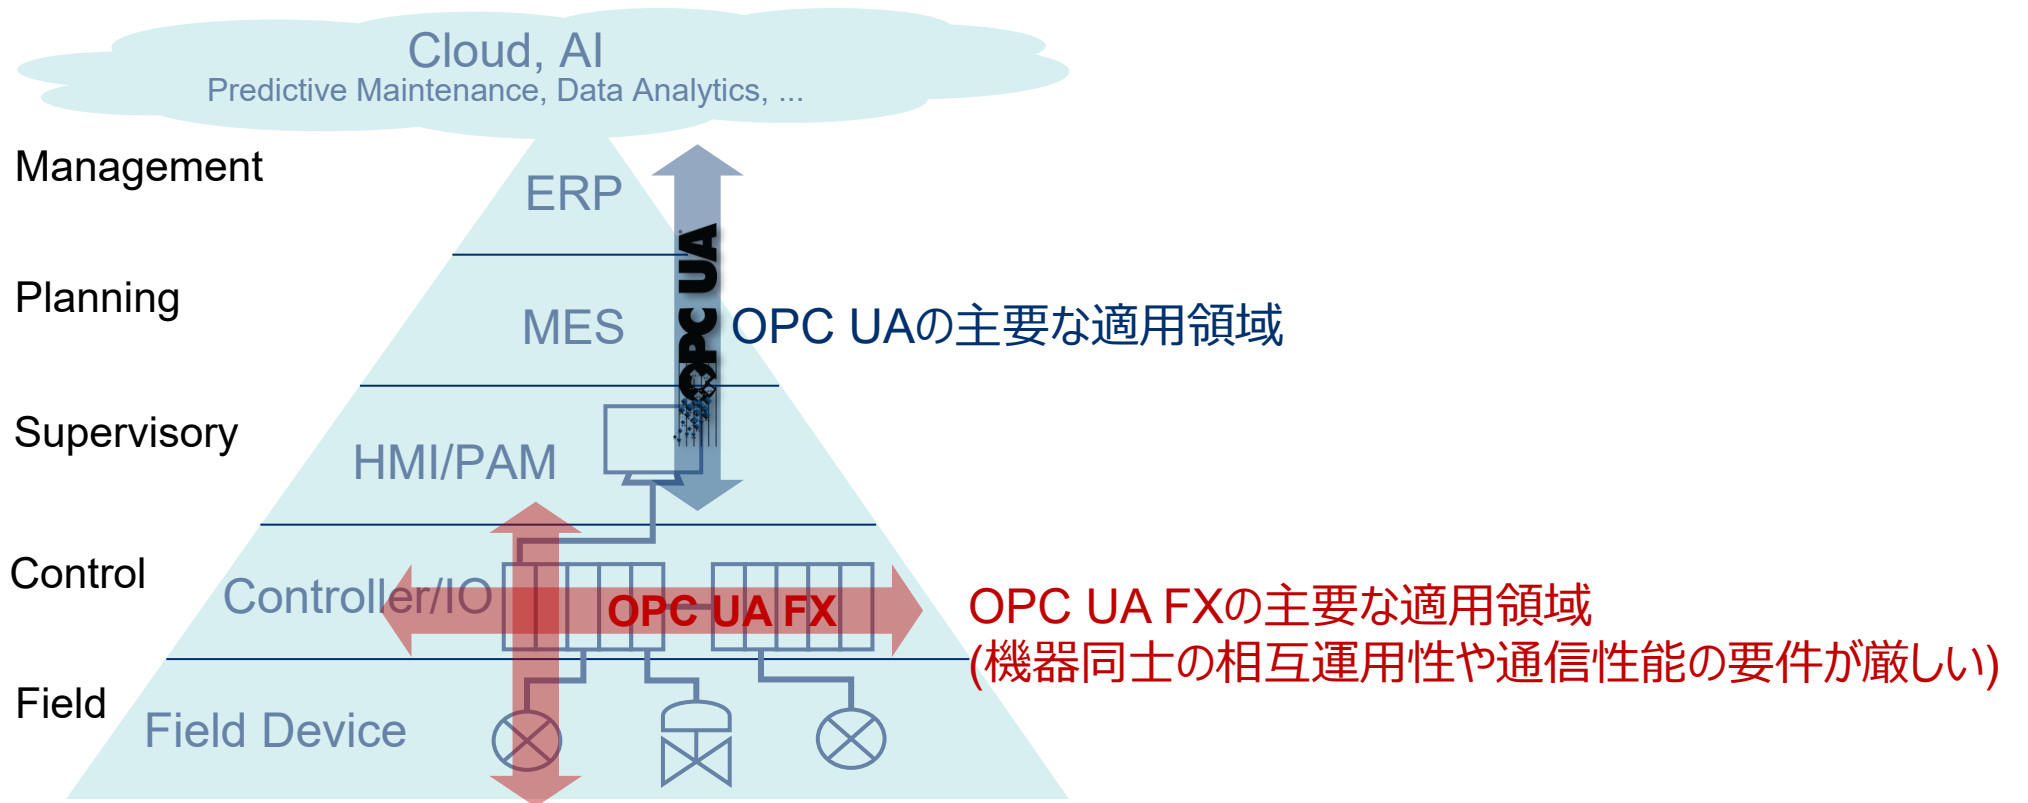 Cloud, AI
Predictive Maintenance, Data Analytics, ...
Management
ERP
Planning
MES
OPC UA
OPC UAの主要な適用領域
Supervisory
HMI/PAM
Control
Controller/IO
OPC UA FX
OPC UA FXの主要な適用領域
(機器同士の相互運用性や通信性能の要件が厳しい)
Field
Field Device